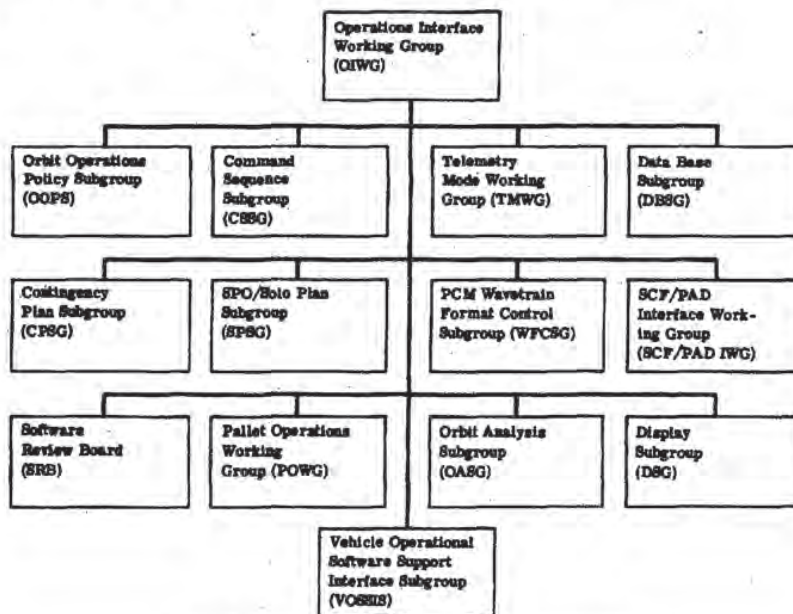 Operations Interface
Working Group
(OIWG)
Orbit Operations
Policy Subgroup
(OOPS)
Command
Sequence
Subgroup
(CSSG)
Telemetry
Mode Working
Group (TMWG)
Data Base
Subgroup
(DBSG)
Contingency
Plan Subgroup
(CPSG)
SPO/Solo Plan
Subgroup
(SPSG)
PCM Wavetrain
Format Control
Subgroup (WFCSG)
SCF/PAD
Interface Work-
ing Group
(SCF/PAD IWG)
Software
Review Board
(SRB)
Pallet Operations
Working
Group (POWG)
Orbit Analysis
Subgroup
(OASG)
Display
Subgroup
(DSG)
Vehicle Operational
Software Support
Interface Subgroup
(VOSSIS)